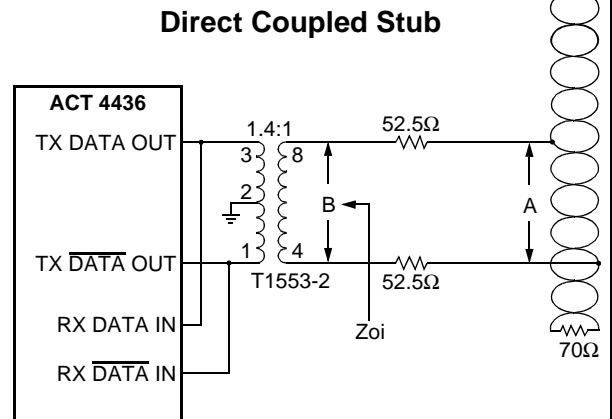 Direct Coupled Stub
ACT 4436
TX DATA OUT
1.4:1
52.5Ω
3
8
2
B
A
1
4
TX DATA OUT
T1553-2
52.5Ω
RX DATA IN
Zoi
70Ω
RX DATA IN